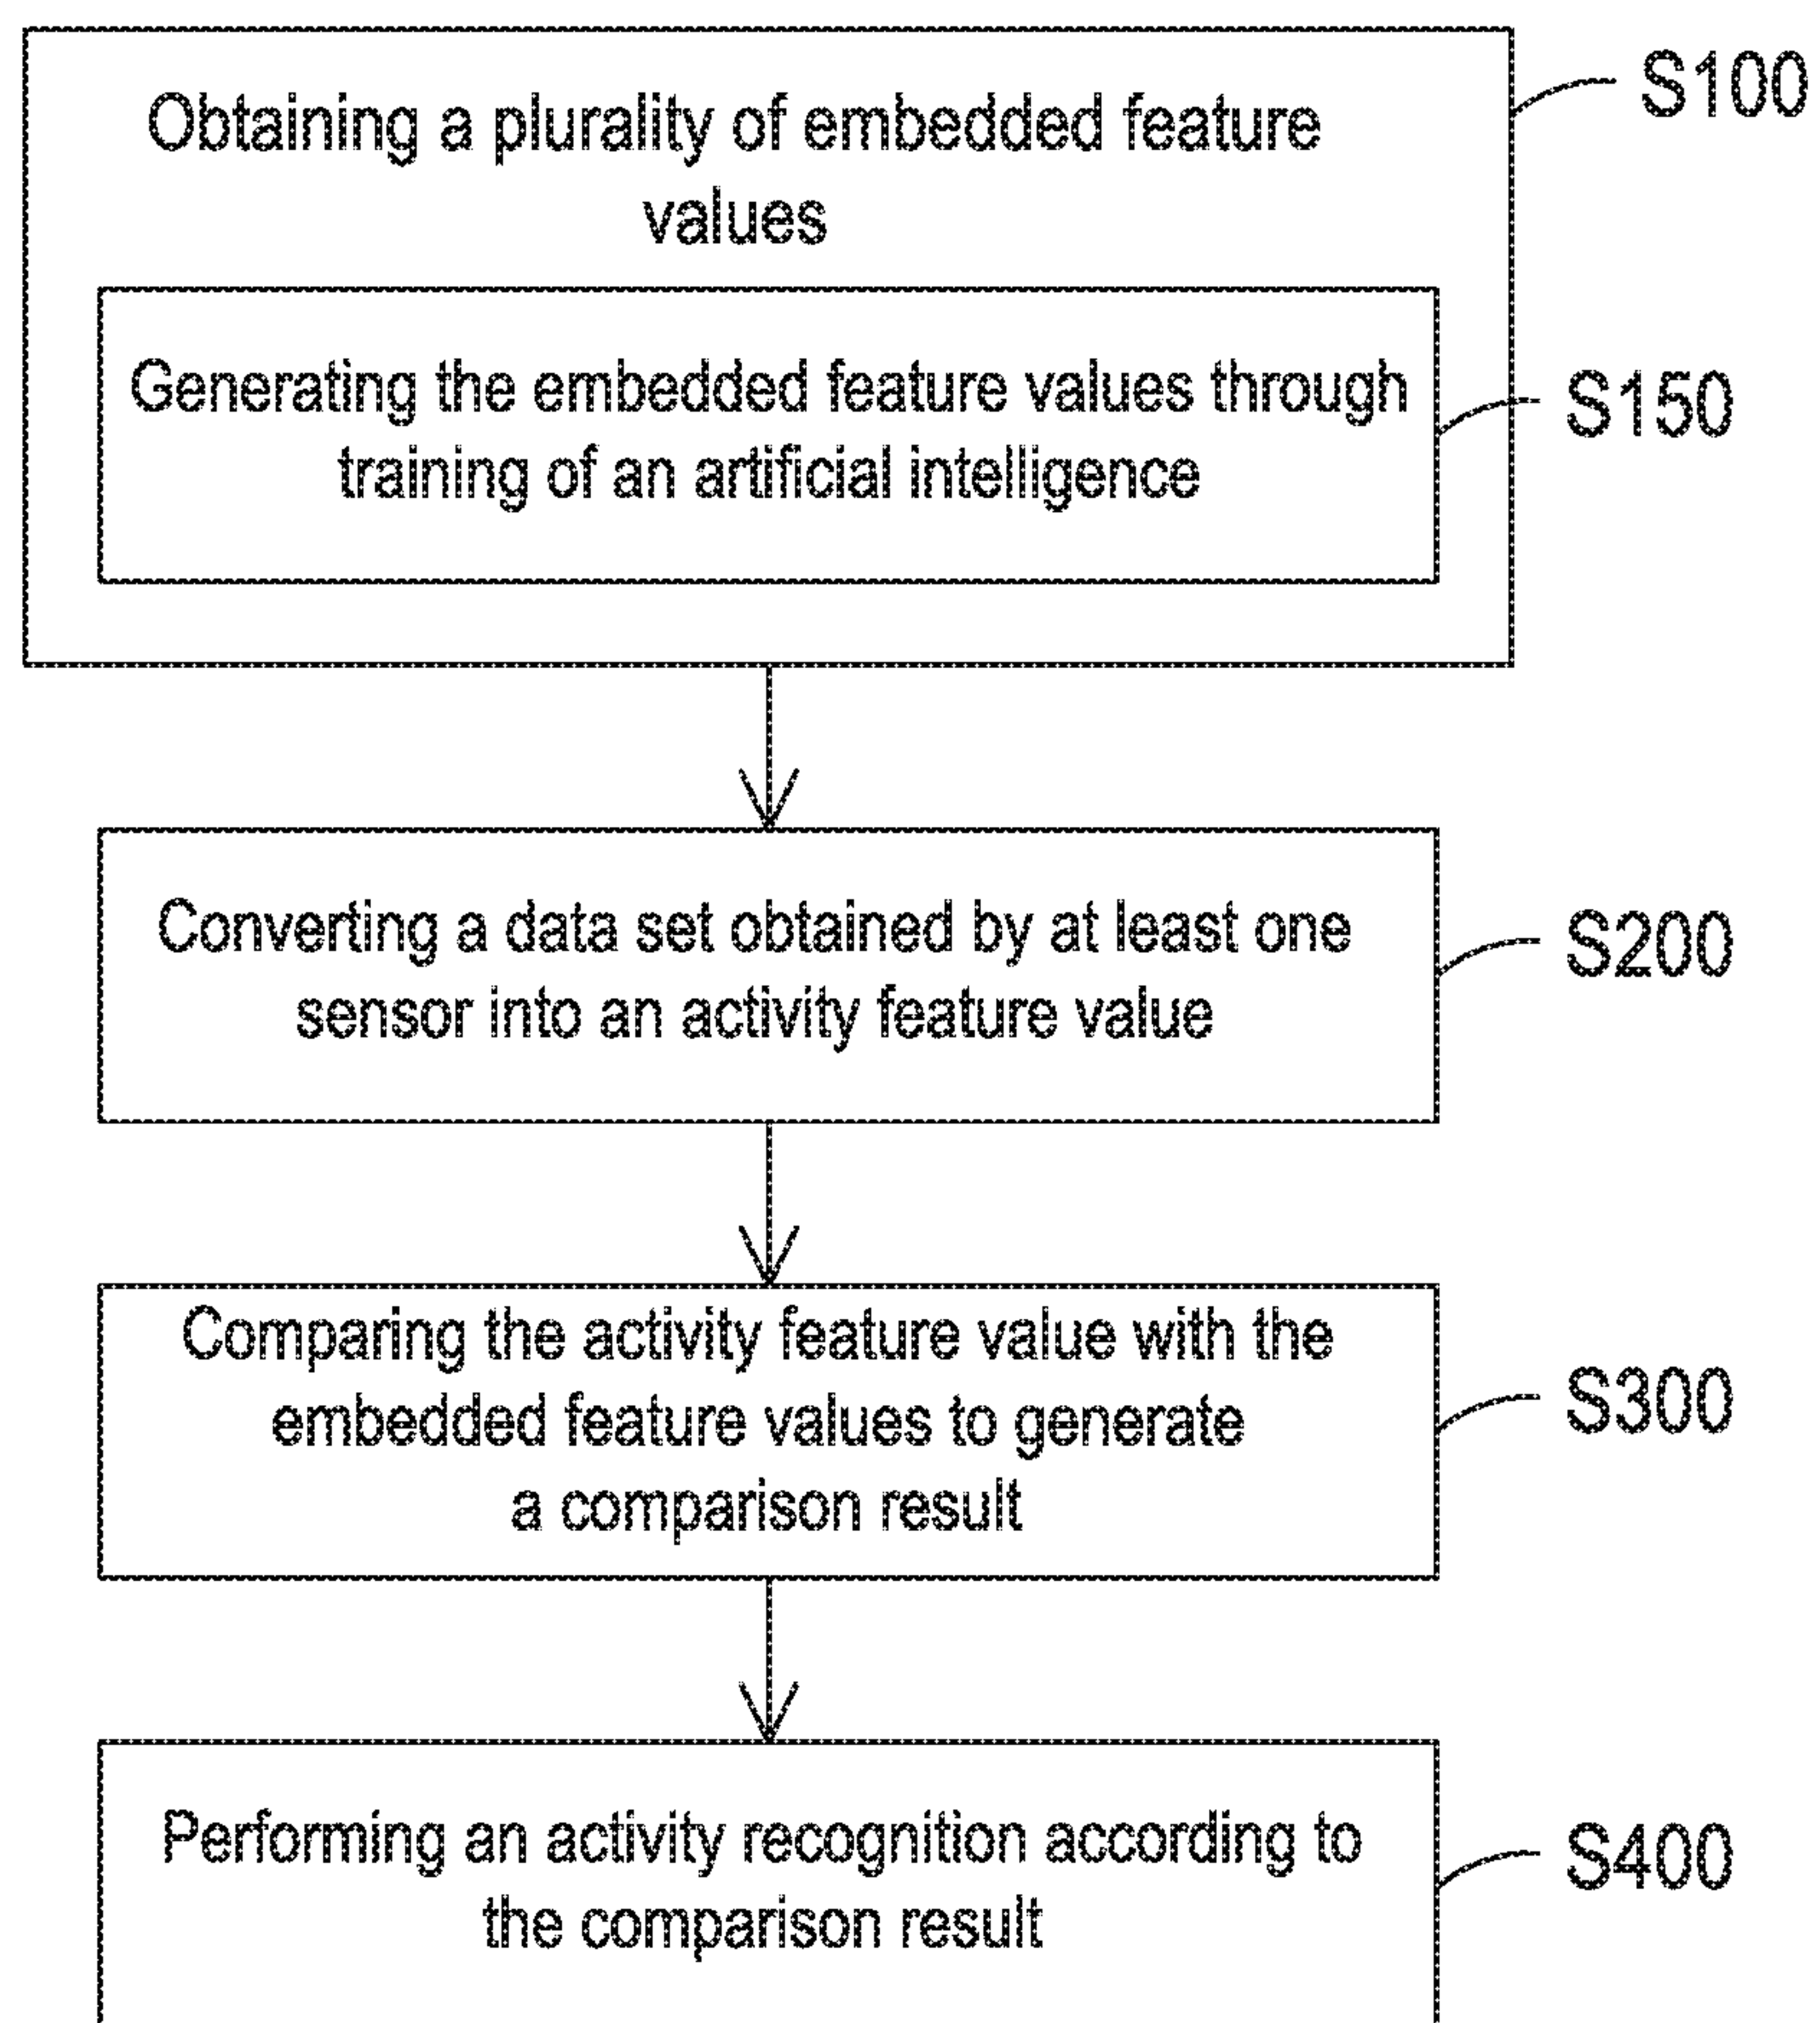 Obtaining a plurality of embedded feature
values
S100
Generating the embedded feature values through
training of an artificial intelligence
S150
Converting a data set obtained by at least one
sensor into an activity feature value
S200
Comparing the activity feature value with the
embedded feature values to generate
a comparison result
S300
Performing an activity recognition according to
the comparison result
S400